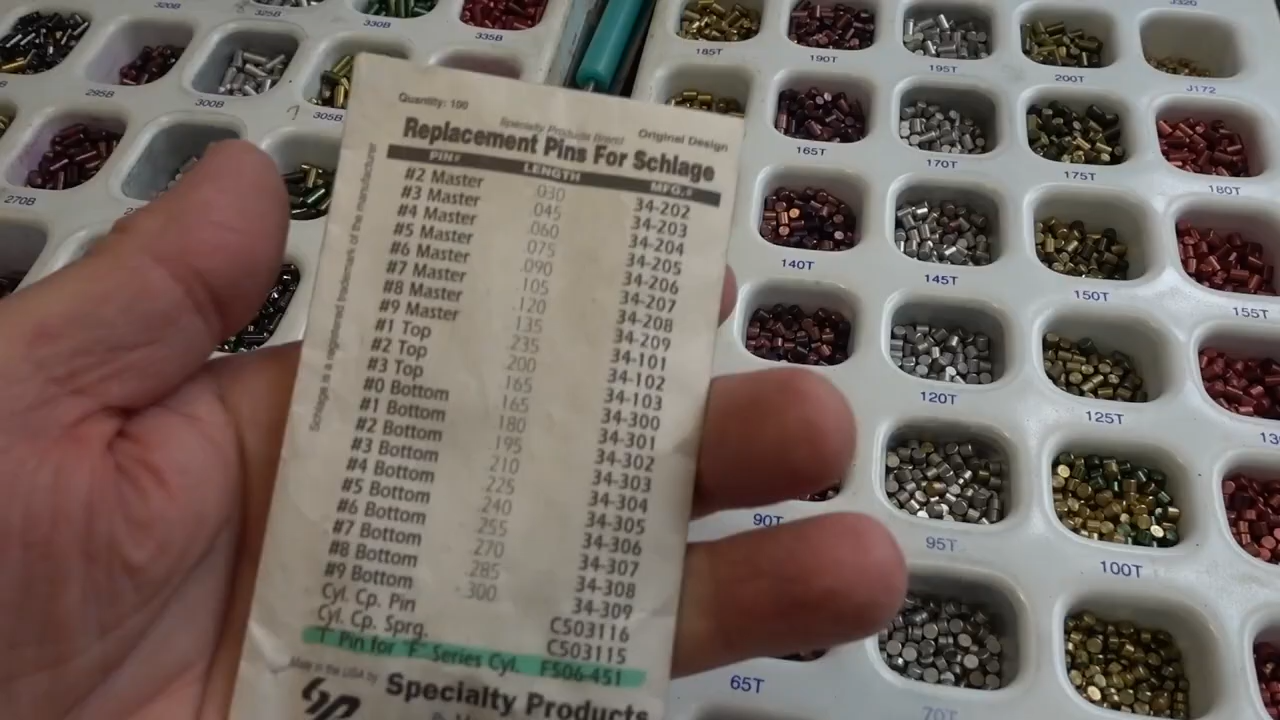 320B
325B
330B
335B
295B
300B
305B
270B
185T
190T
195T
200T
J172
165T
170T
175T
180T
140T
145T
150T
155T
120T
125T
90T
95T
100T
65T
70T
Quantity: 100
Specialty Products Brand
Original Design
Replacement Pins For Schlage
PIN# LENGTH MFG.#
#2 Master .030 34-202
#3 Master .045 34-203
#4 Master .060 34-204
#5 Master .075 34-205
#6 Master .090 34-206
#7 Master .105 34-207
#8 Master .120 34-208
#9 Master .135 34-209
#1 Top .235 34-101
#2 Top .200 34-102
#3 Top .165 34-103
#0 Bottom .165 34-300
#1 Bottom .180 34-301
#2 Bottom .195 34-302
#3 Bottom .210 34-303
#4 Bottom .225 34-304
#5 Bottom .240 34-305
#6 Bottom .255 34-306
#7 Bottom .270 34-307
#8 Bottom .285 34-308
#9 Bottom .300 34-309
Cyl. Cp. Pin C503116
Cyl. Cp. Sprg. C503115
"T" Pin for "F" Series Cyl. F506-451
Made in the USA by
Specialty Products
Schlage is a registered trademark of the manufacturer